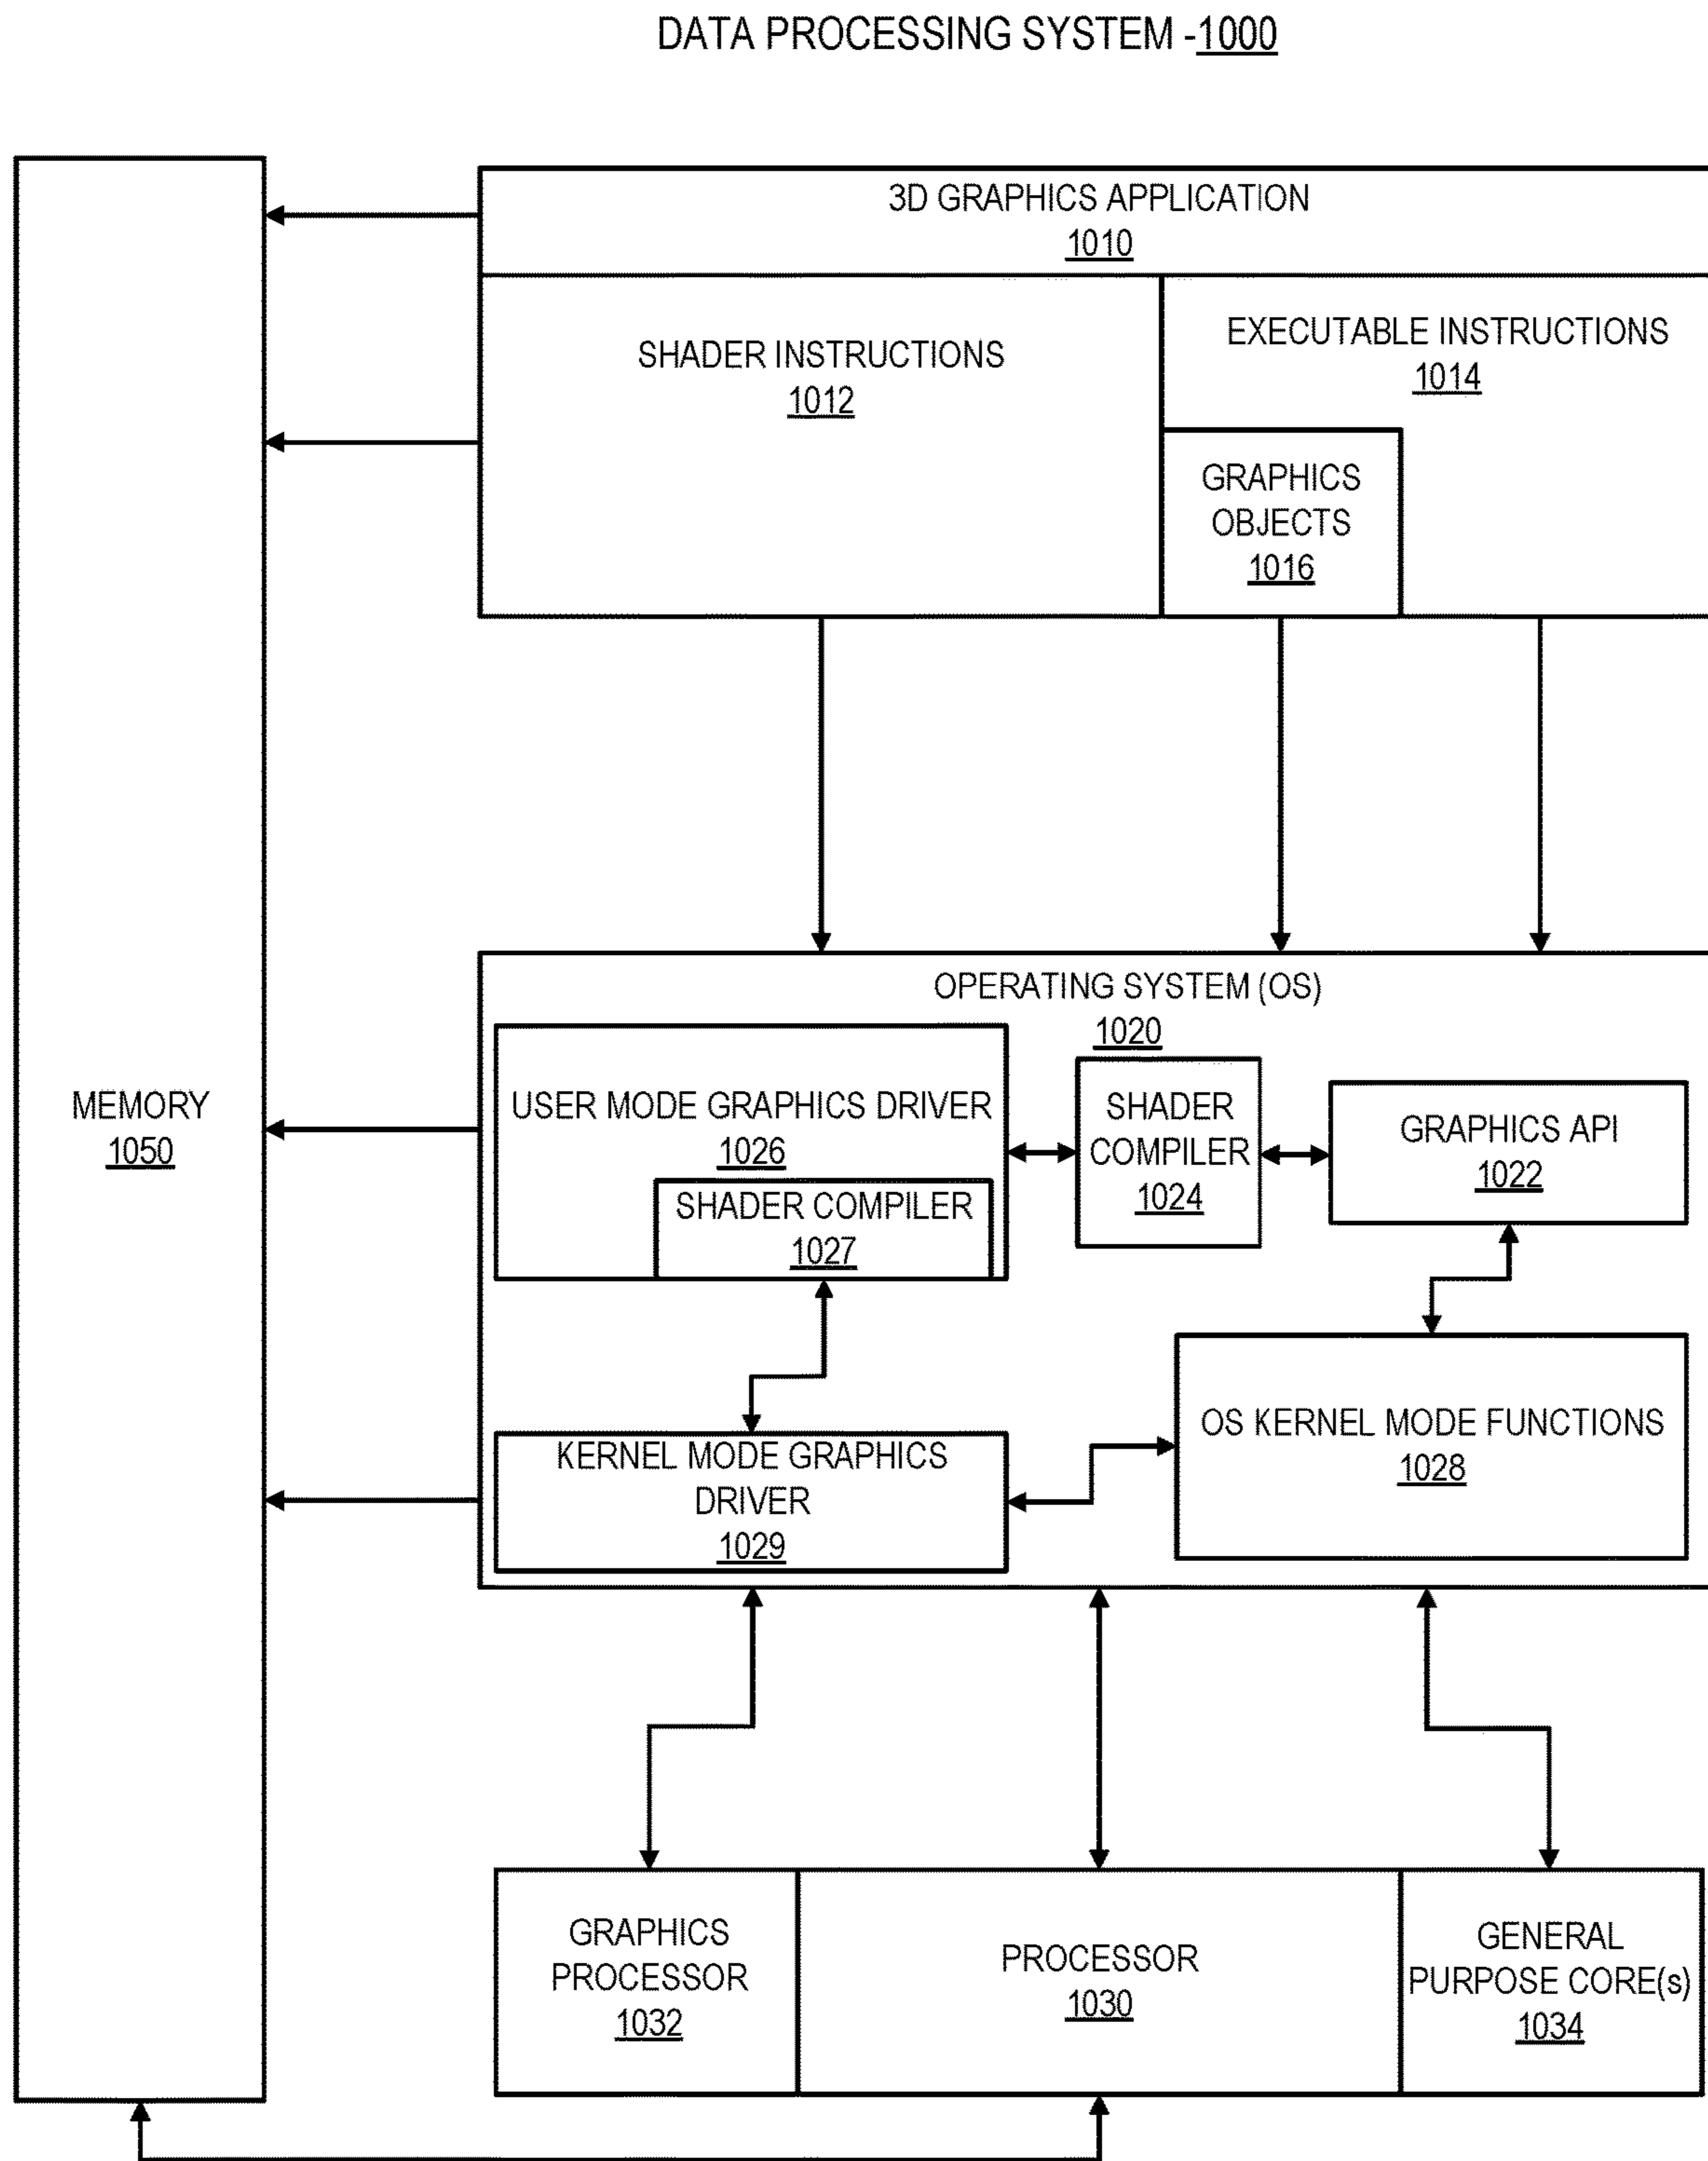 DATA PROCESSING SYSTEM -1000
3D GRAPHICS APPLICATION
1010
SHADER INSTRUCTIONS
1012
EXECUTABLE INSTRUCTIONS
1014
GRAPHICS
OBJECTS
1016
MEMORY
1050
OPERATING SYSTEM (OS)
1020
USER MODE GRAPHICS DRIVER
1026
SHADER COMPILER
1027
SHADER
COMPILER
1024
GRAPHICS API
1022
KERNEL MODE GRAPHICS
DRIVER
1029
OS KERNEL MODE FUNCTIONS
1028
GRAPHICS
PROCESSOR
1032
PROCESSOR
1030
GENERAL
PURPOSE CORE(s)
1034